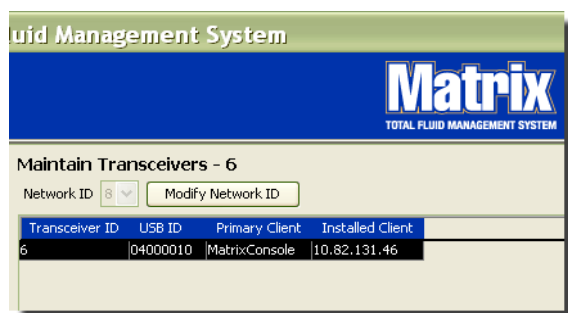 luid Management System
Matrix
TOTAL FLUID MANAGEMENT SYSTEM
Maintain Transceivers - 6
Network ID 8 Modify Network ID
Transceiver ID USB ID Primary Client Installed Client
6 04000010 MatrixConsole 10.82.131.46